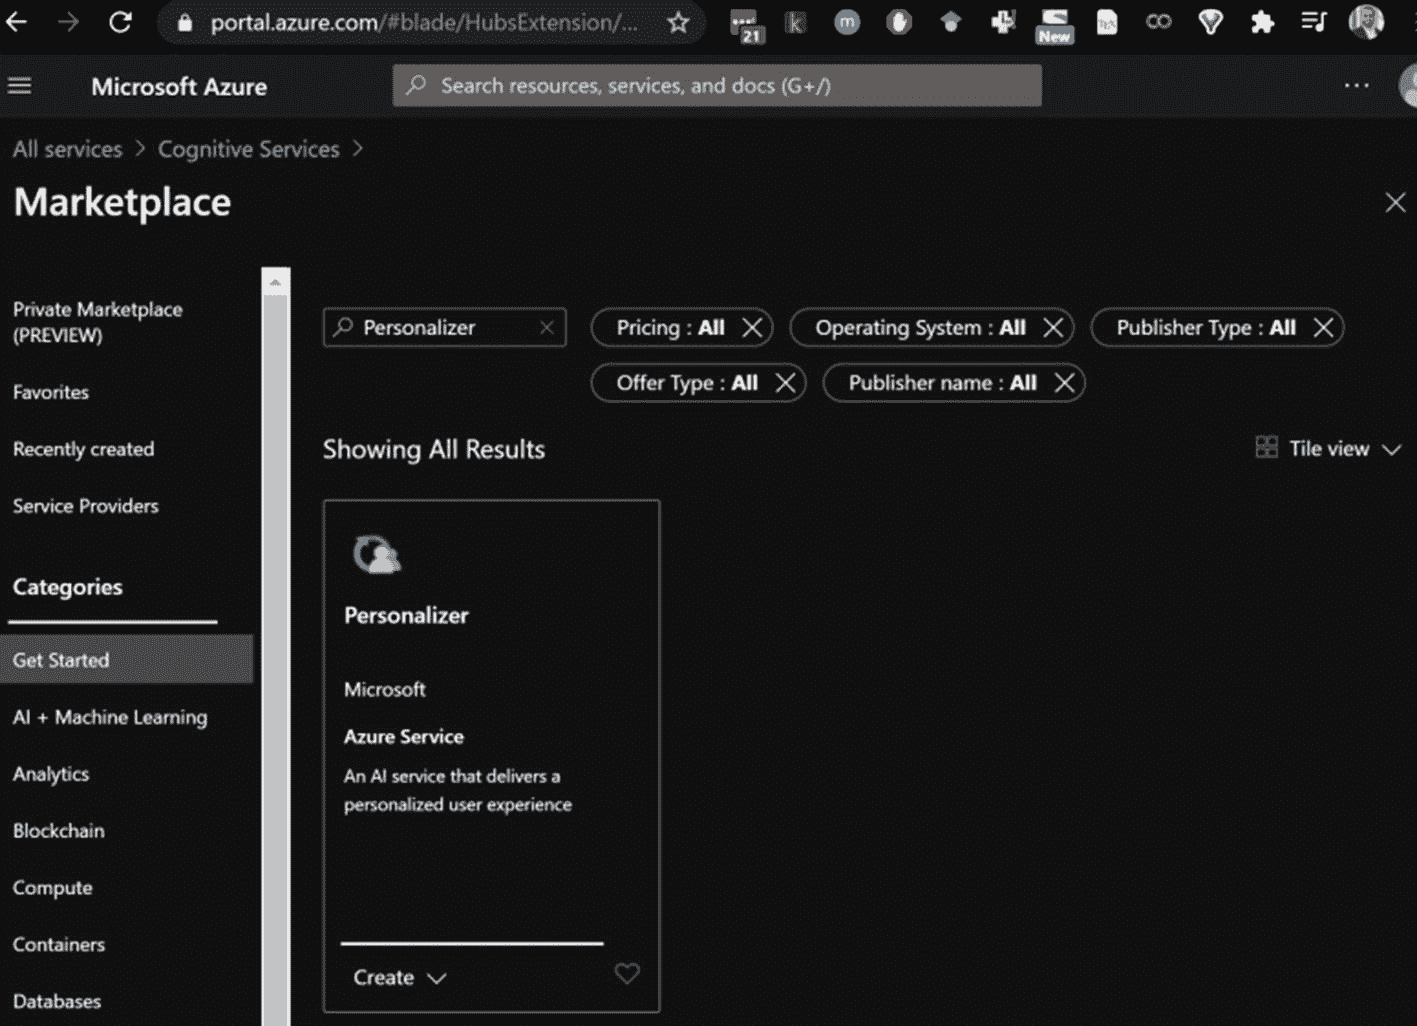 portal.azure.com/#blade/HubsExtension/...
21
k
m
New
Microsoft Azure
Search resources, services, and docs (G+/)
...
All services > Cognitive Services >
Marketplace
Private Marketplace
(PREVIEW)
Favorites
Recently created
Service Providers
Categories
Get Started
AI + Machine Learning
Analytics
Blockchain
Compute
Containers
Databases
Personalizer
Pricing : All
Operating System : All
Publisher Type : All
Offer Type : All
Publisher name : All
Showing All Results
Tile view
Personalizer
Microsoft
Azure Service
An AI service that delivers a
personalized user experience
Create